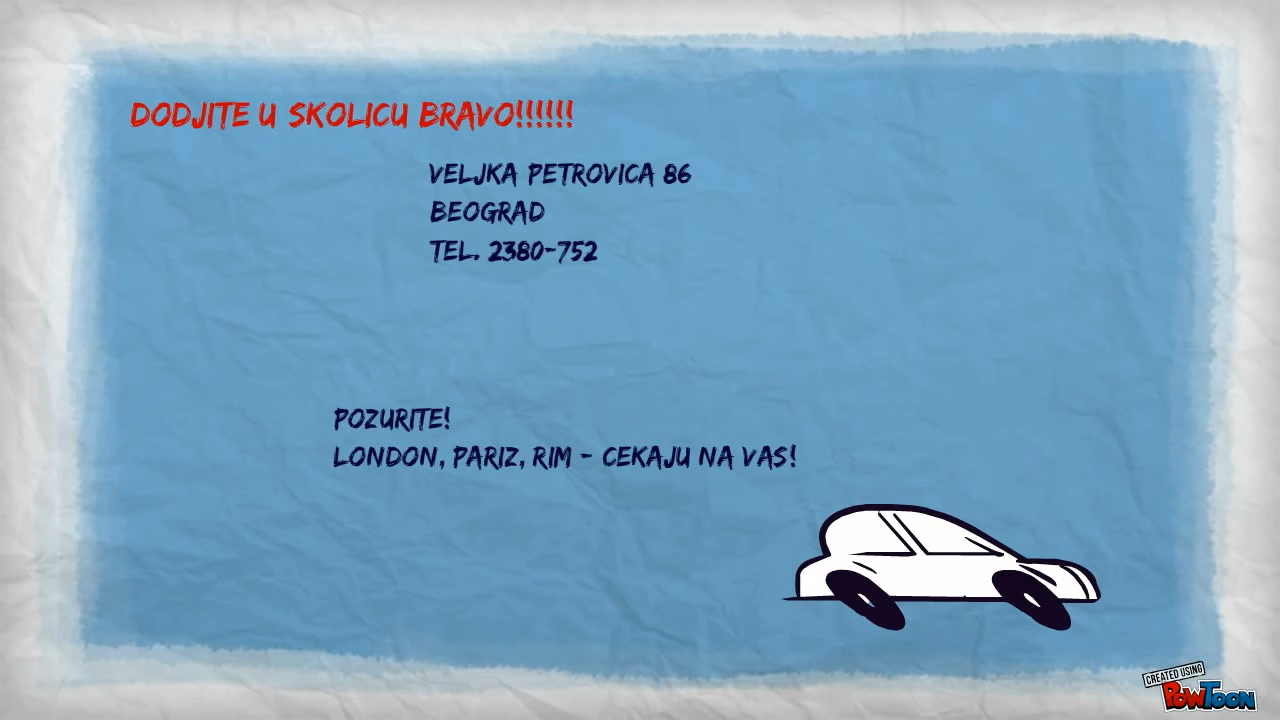 DODJITE U SKOLICU BRAVO!!!!!!
VELJKA PETROVICA 86
BEOGRAD
TEL. 2380-752
POZURITE!
LONDON, PARIZ, RIM - CEKAJU NA VAS!
CREATED USING
POWTOON